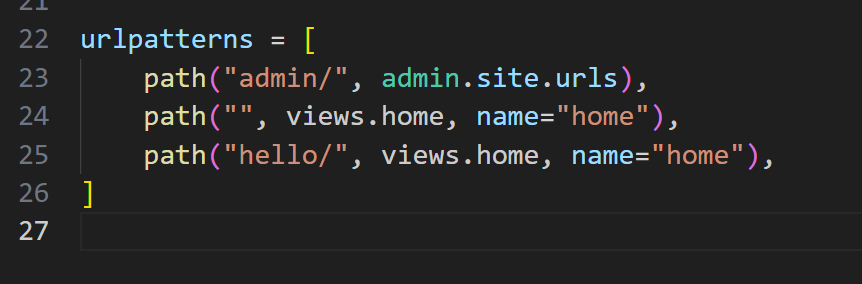 21
22 urlpatterns = [
23     path("admin/", admin.site.urls),
24     path("", views.home, name="home"),
25     path("hello/", views.home, name="home"),
26 ]
27